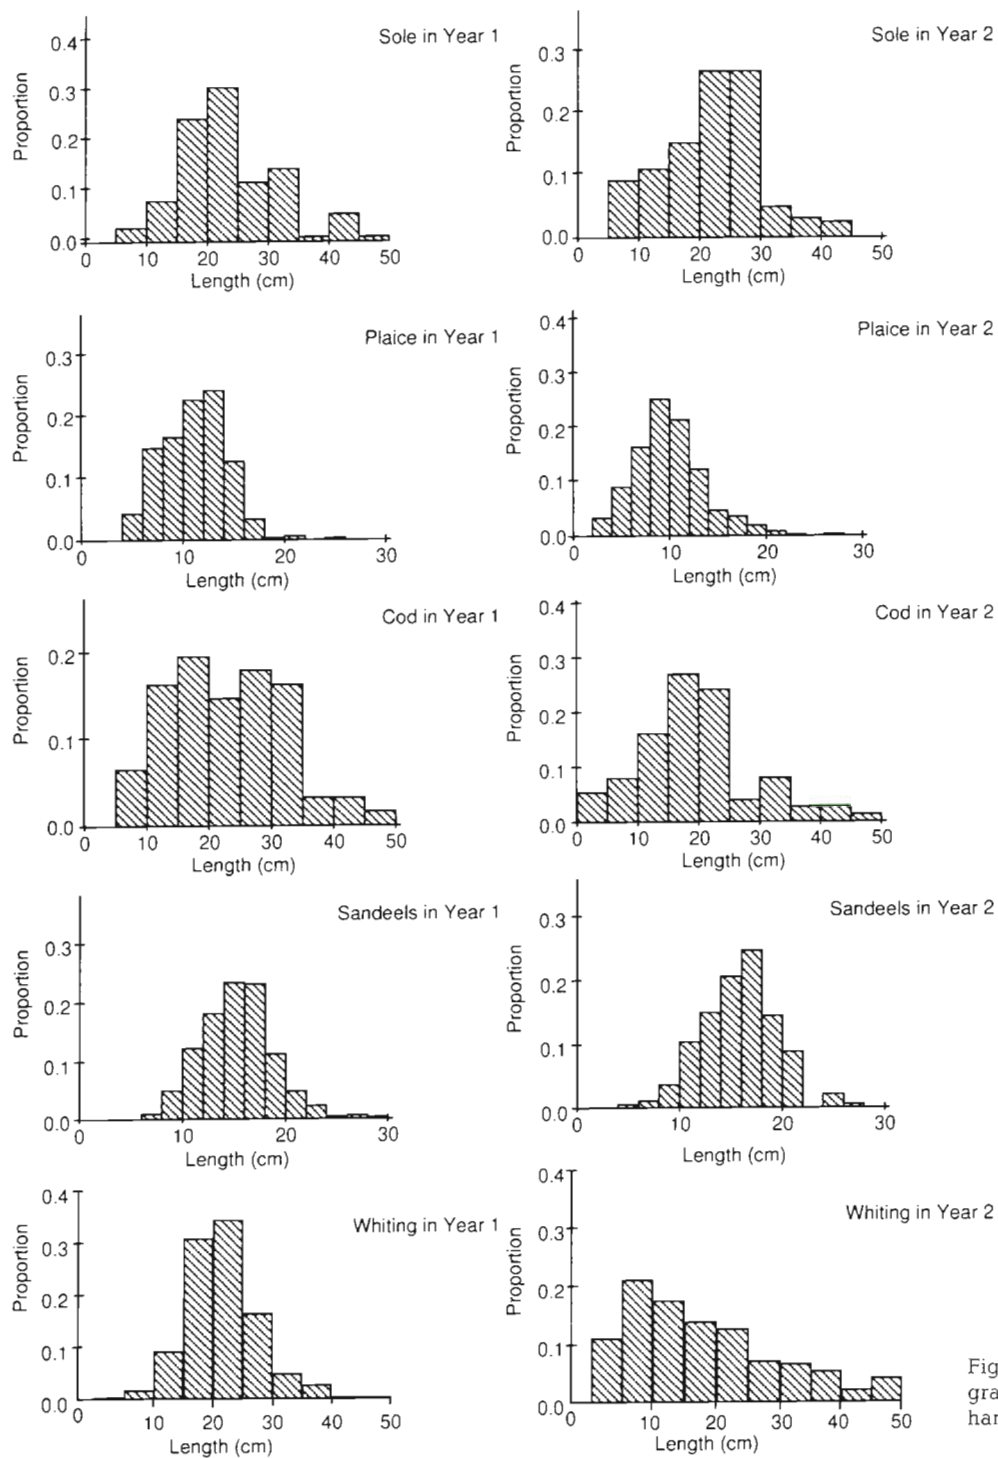 Sole in Year 1
Proportion
0.4
0.3
0.2
0.1
0.0
0 10 20 30 40 50
Length (cm)
Sole in Year 2
Proportion
0.3
0.2
0.1
0.0
0 10 20 30 40 50
Length (cm)
Plaice in Year 1
Proportion
0.3
0.2
0.1
0.0
0 10 20 30
Length (cm)
Plaice in Year 2
Proportion
0.4
0.3
0.2
0.1
0.0
0 10 20 30
Length (cm)
Cod in Year 1
Proportion
0.2
0.1
0.0
0 10 20 30 40 50
Length (cm)
Cod in Year 2
Proportion
0.4
0.3
0.2
0.1
0.0
0 10 20 30 40 50
Length (cm)
Sandeels in Year 1
Proportion
0.3
0.2
0.1
0.0
0 10 20 30
Length (cm)
Sandeels in Year 2
Proportion
0.3
0.2
0.1
0.0
0 10 20 30
Length (cm)
Whiting in Year 1
Proportion
0.4
0.3
0.2
0.1
0.0
0 10 20 30 40 50
Length (cm)
Whiting in Year 2
Proportion
0.4
0.3
0.2
0.1
0.0
0 10 20 30 40 50
Length (cm)
Fig
gra
har